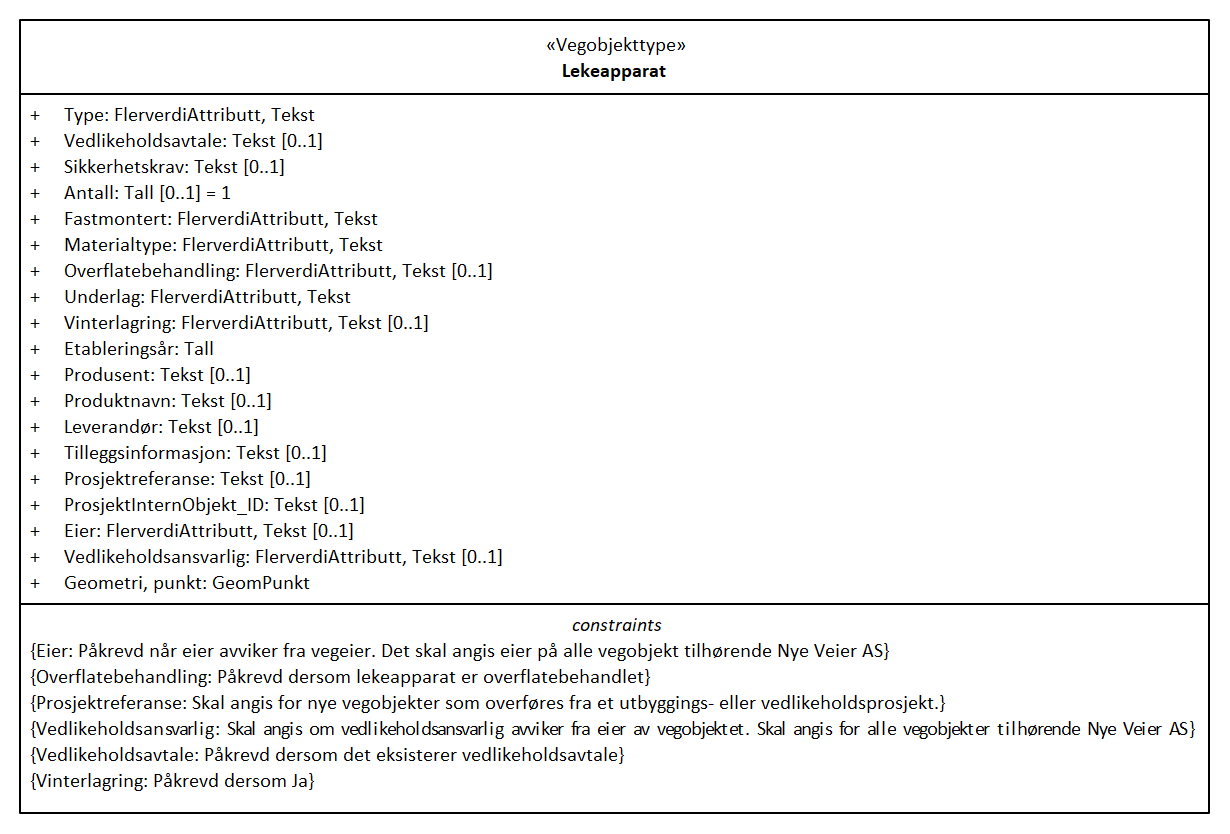 «Vegobjekttype»
Lekeapparat
+ Type: FlerverdiAttributt, Tekst
+ Vedlikeholdsavtale: Tekst [0..1]
+ Sikkerhetskrav: Tekst [0..1]
+ Antall: Tall [0..1] = 1
+ Fastmontert: FlerverdiAttributt, Tekst
+ Materialtype: FlerverdiAttributt, Tekst
+ Overflatebehandling: FlerverdiAttributt, Tekst [0..1]
+ Underlag: FlerverdiAttributt, Tekst
+ Vinterlagring: FlerverdiAttributt, Tekst [0..1]
+ Etableringsår: Tall
+ Produsent: Tekst [0..1]
+ Produktnavn: Tekst [0..1]
+ Leverandør: Tekst [0..1]
+ Tilleggsinformasjon: Tekst [0..1]
+ Prosjektreferanse: Tekst [0..1]
+ ProsjektInternObjekt_ID: Tekst [0..1]
+ Eier: FlerverdiAttributt, Tekst [0..1]
+ Vedlikeholdsansvarlig: FlerverdiAttributt, Tekst [0..1]
+ Geometri, punkt: GeomPunkt
constraints
{Eier: Påkrevd når eier avviker fra vegeier. Det skal angis eier på alle vegobjekt tilhørende Nye Veier AS}
{Overflatebehandling: Påkrevd dersom lekeapparat er overflatebehandlet}
{Prosjektreferanse: Skal angis for nye vegobjekter som overføres fra et utbyggings- eller vedlikeholdsprosjekt.}
{Vedlikeholdsansvarlig: Skal angis om vedlikeholdsansvarlig avviker fra eier av vegobjektet. Skal angis for alle vegobjekter tilhørende Nye Veier AS}
{Vedlikeholdsavtale: Påkrevd dersom det eksisterer vedlikeholdsavtale}
{Vinterlagring: Påkrevd dersom Ja}